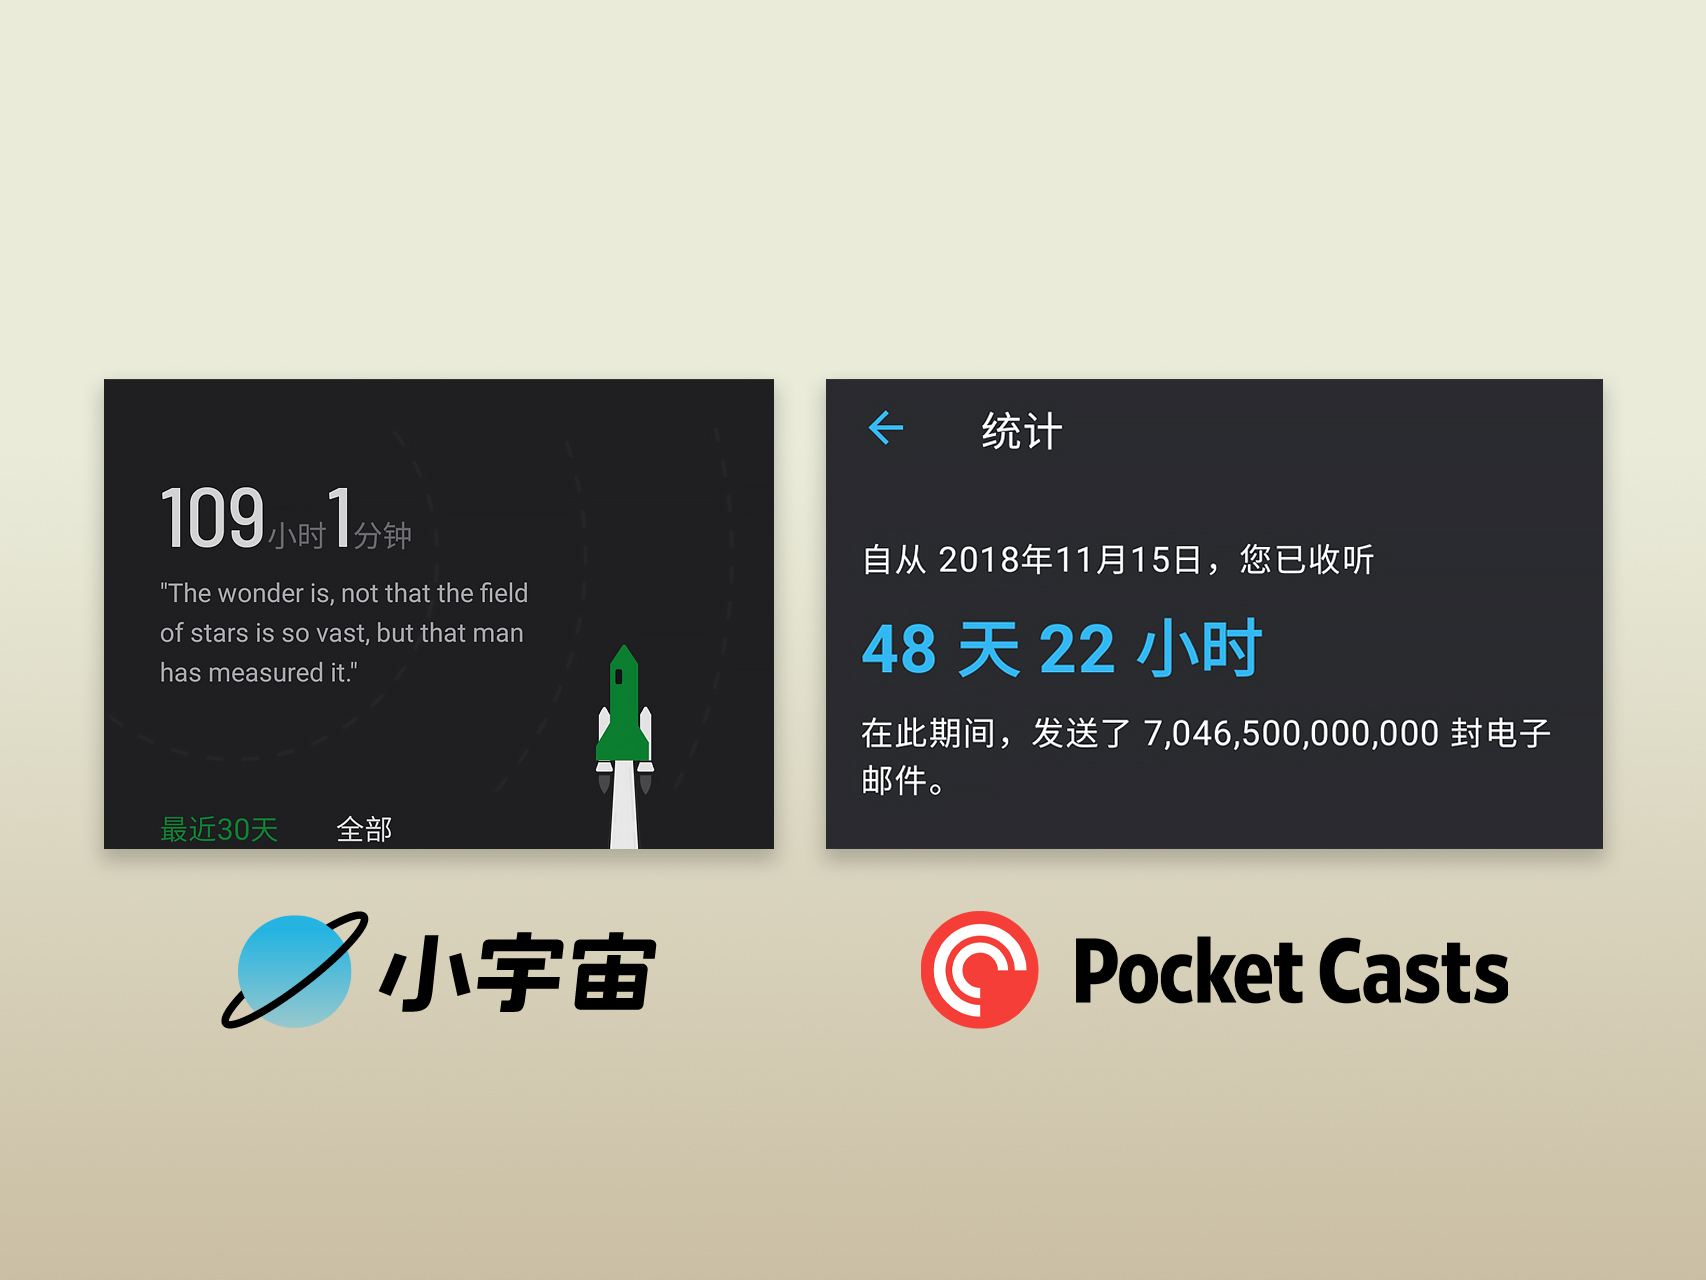 109小时1分钟
"The wonder is, not that the field
of stars is so vast, but that man
has measured it."
最近30天 全部
统计
自从 2018年11月15日，您已收听
48 天 22 小时
在此期间，发送了 7,046,500,000,000 封电子
邮件。
小宇宙
Pocket Casts